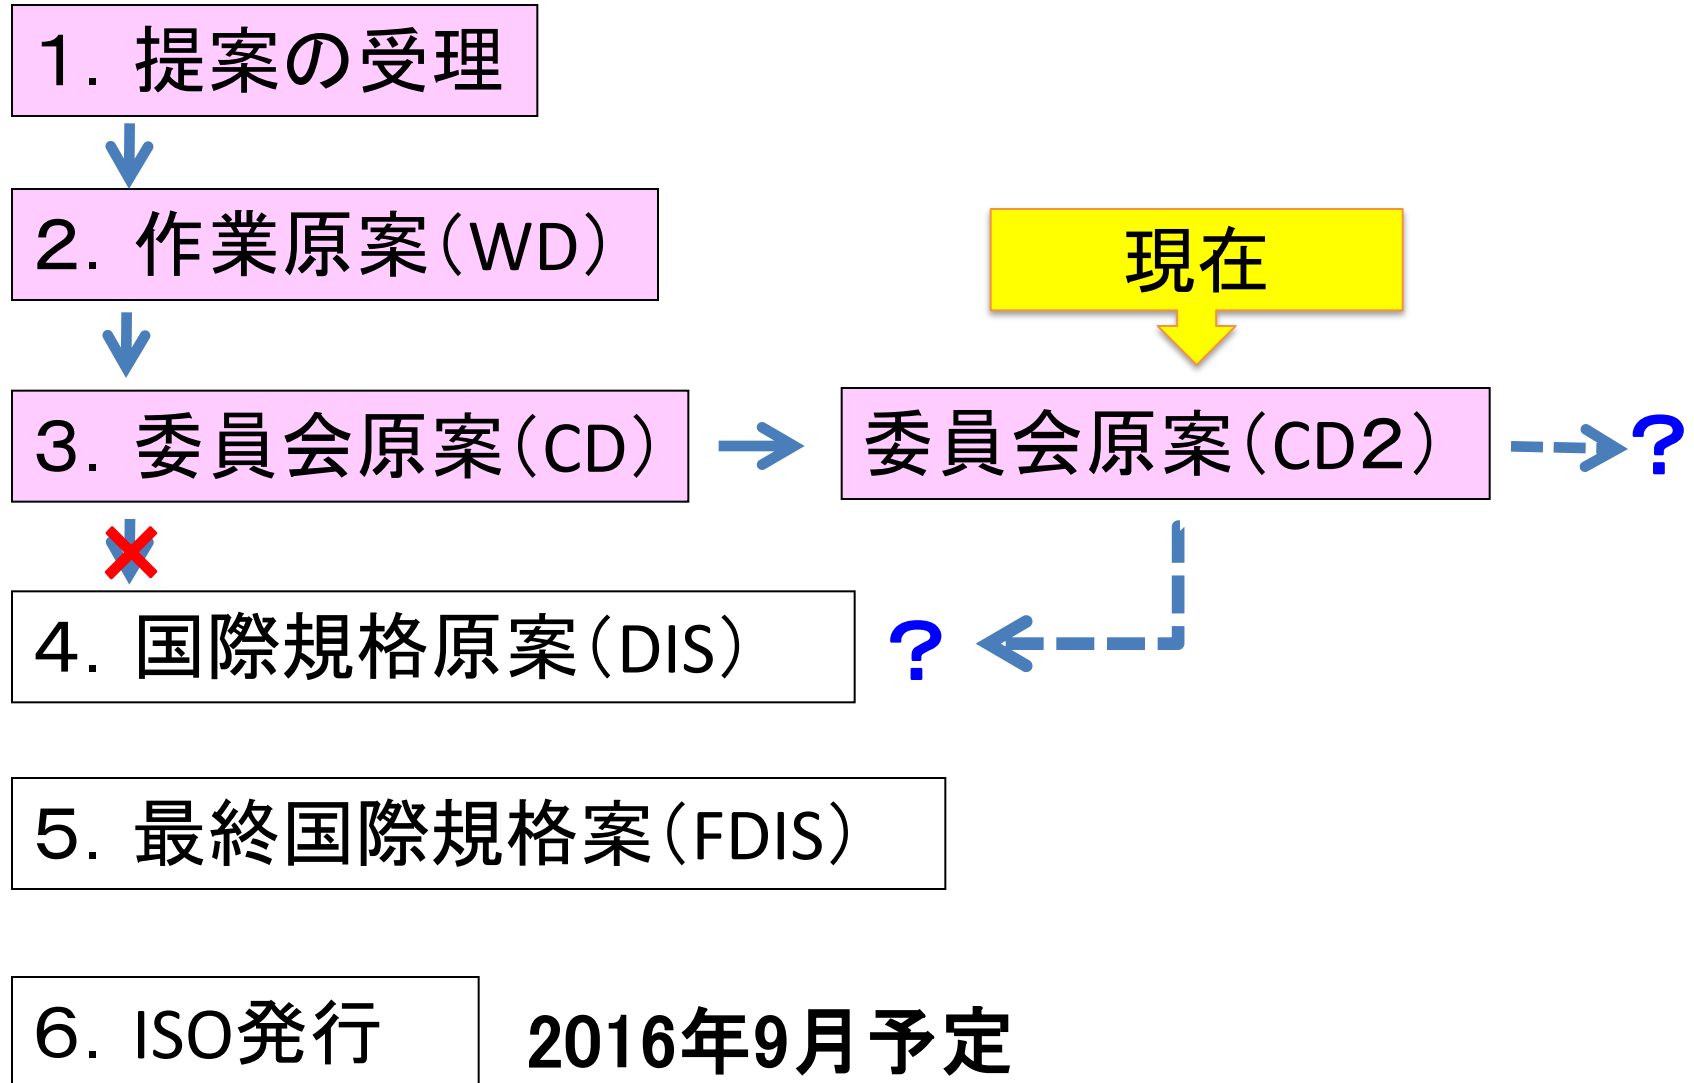 １．提案の受理
２．作業原案（WD）
現在
３．委員会原案（CD）
委員会原案（CD２）
？
４．国際規格原案（DIS）
？
５．最終国際規格案（FDIS）
６．ISO発行
2016年9月予定